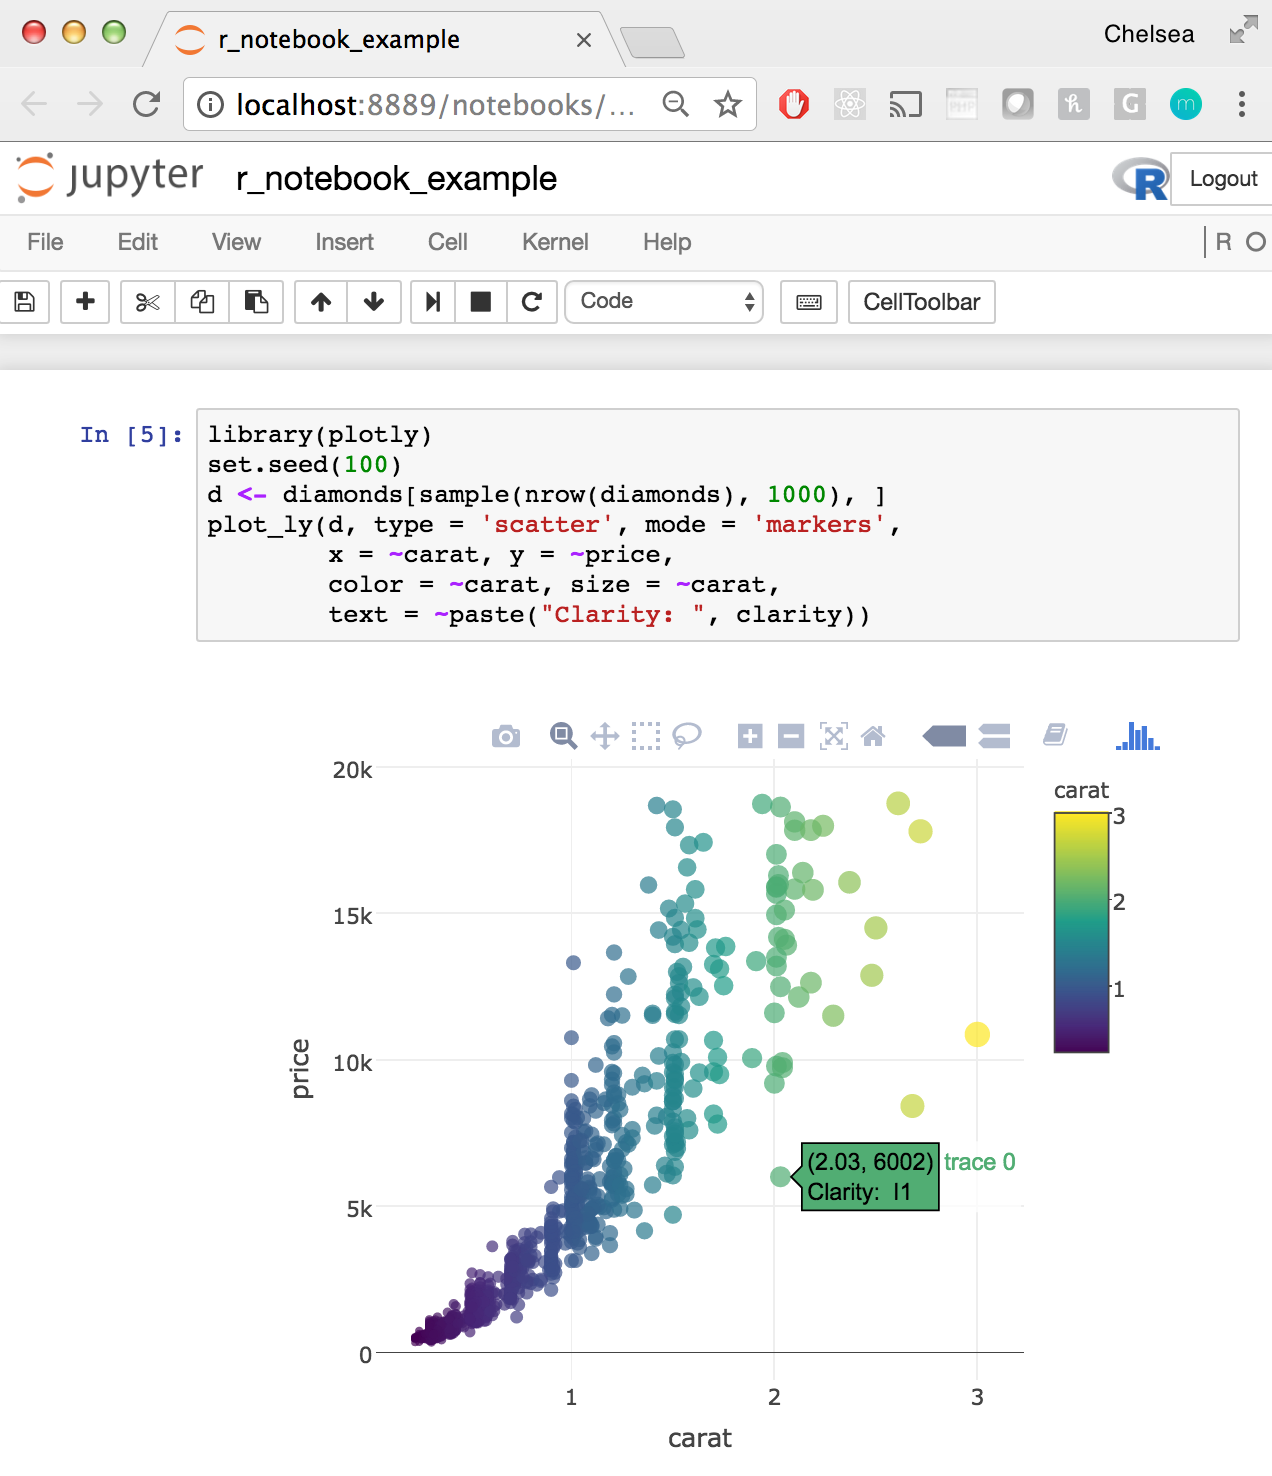 r_notebook_example
Chelsea
localhost:8889/notebooks/...
jupyter r_notebook_example
R Logout
File Edit View Insert Cell Kernel Help R
Code CellToolbar
In [5]: library(plotly)
set.seed(100)
d <- diamonds[sample(nrow(diamonds), 1000), ]
plot_ly(d, type = 'scatter', mode = 'markers',
x = ~carat, y = ~price,
color = ~carat, size = ~carat,
text = ~paste("Clarity: ", clarity))
20k
15k
10k
5k
0
price
1 2 3
carat
(2.03, 6002) trace 0
Clarity: I1
carat
3
2
1